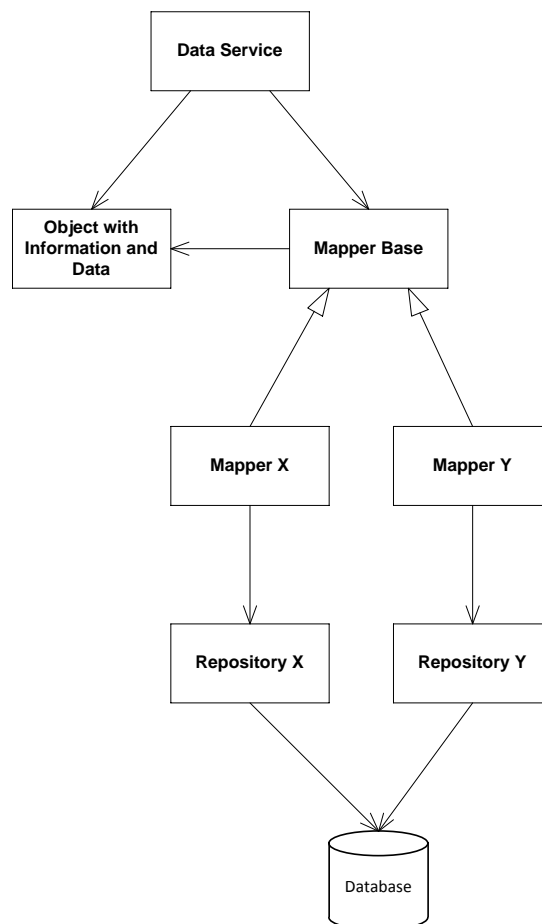 Data Service
Object with
Information and
Data
Mapper Base
Mapper X
Mapper Y
Repository X
Repository Y
Database